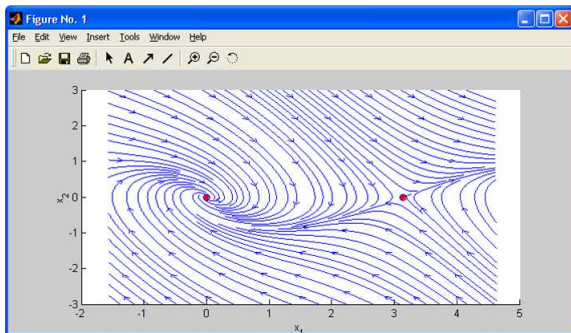 Figure No. 1
File Edit View Insert Tools Window Help
A
3
2
1
0
-1
-2
-3
x2
-2 -1 0 1 2 3 4 5
x1